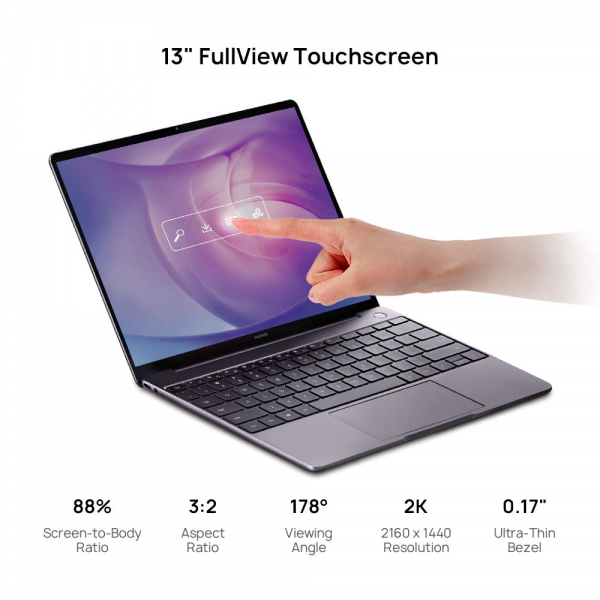 13" FullView Touchscreen
HUAWEI
88%
Screen-to-Body
Ratio
3:2
Aspect
Ratio
178°
Viewing
Angle
2K
2160 x 1440
Resolution
0.17"
Ultra-Thin
Bezel